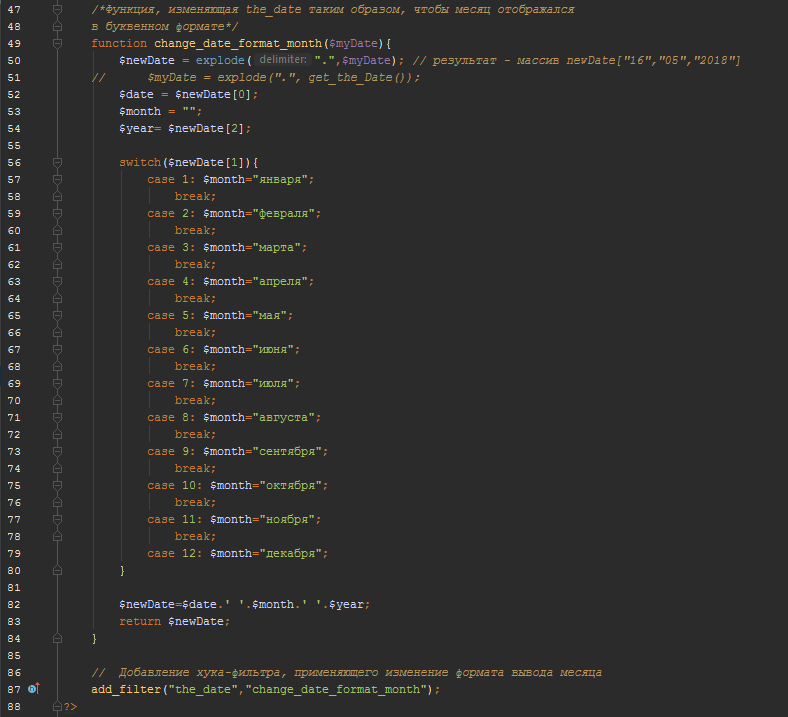 47 /*Функция, изменяющая the_date таким образом, чтобы месяц отображался
48 в буквенном формате*/
49 function change_date_format_month($myDate){
50 $newDate = explode( delimiter: ".",$myDate); // результат - массив newDate["16","05","2018"]
51 // $myDate = explode(".", get_the_Date());
52 $date = $newDate[0];
53 $month = "";
54 $year= $newDate[2];
55
56 switch($newDate[1]){
57 case 1: $month="января";
58 break;
59 case 2: $month="февраля";
60 break;
61 case 3: $month="марта";
62 break;
63 case 4: $month="апреля";
64 break;
65 case 5: $month="мая";
66 break;
67 case 6: $month="июня";
68 break;
69 case 7: $month="июля";
70 break;
71 case 8: $month="августа";
72 break;
73 case 9: $month="сентября";
74 break;
75 case 10: $month="октября";
76 break;
77 case 11: $month="ноября";
78 break;
79 case 12: $month="декабря";
80 }
81
82 $newDate=$date.' '.$month.' '.$year;
83 return $newDate;
84 }
85
86 // Добавление хука-фильтра, применяющего изменение формата вывода месяца
87 add_filter("the_date","change_date_format_month");
88 ?>